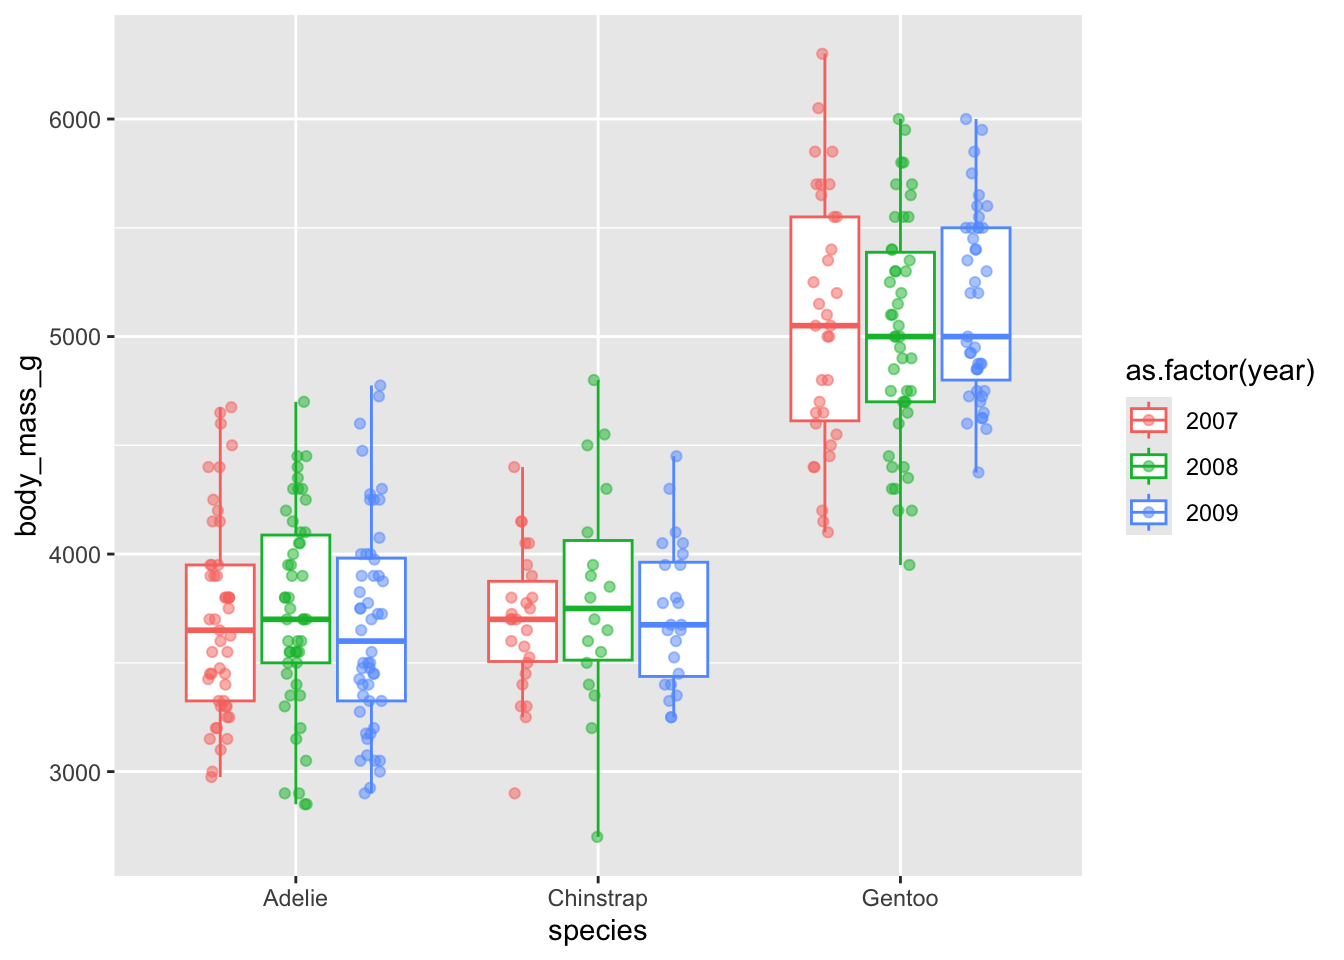 body_mass_g
6000
5000
4000
3000
Adelie Chinstrap Gentoo
species
as.factor(year)
2007
2008
2009